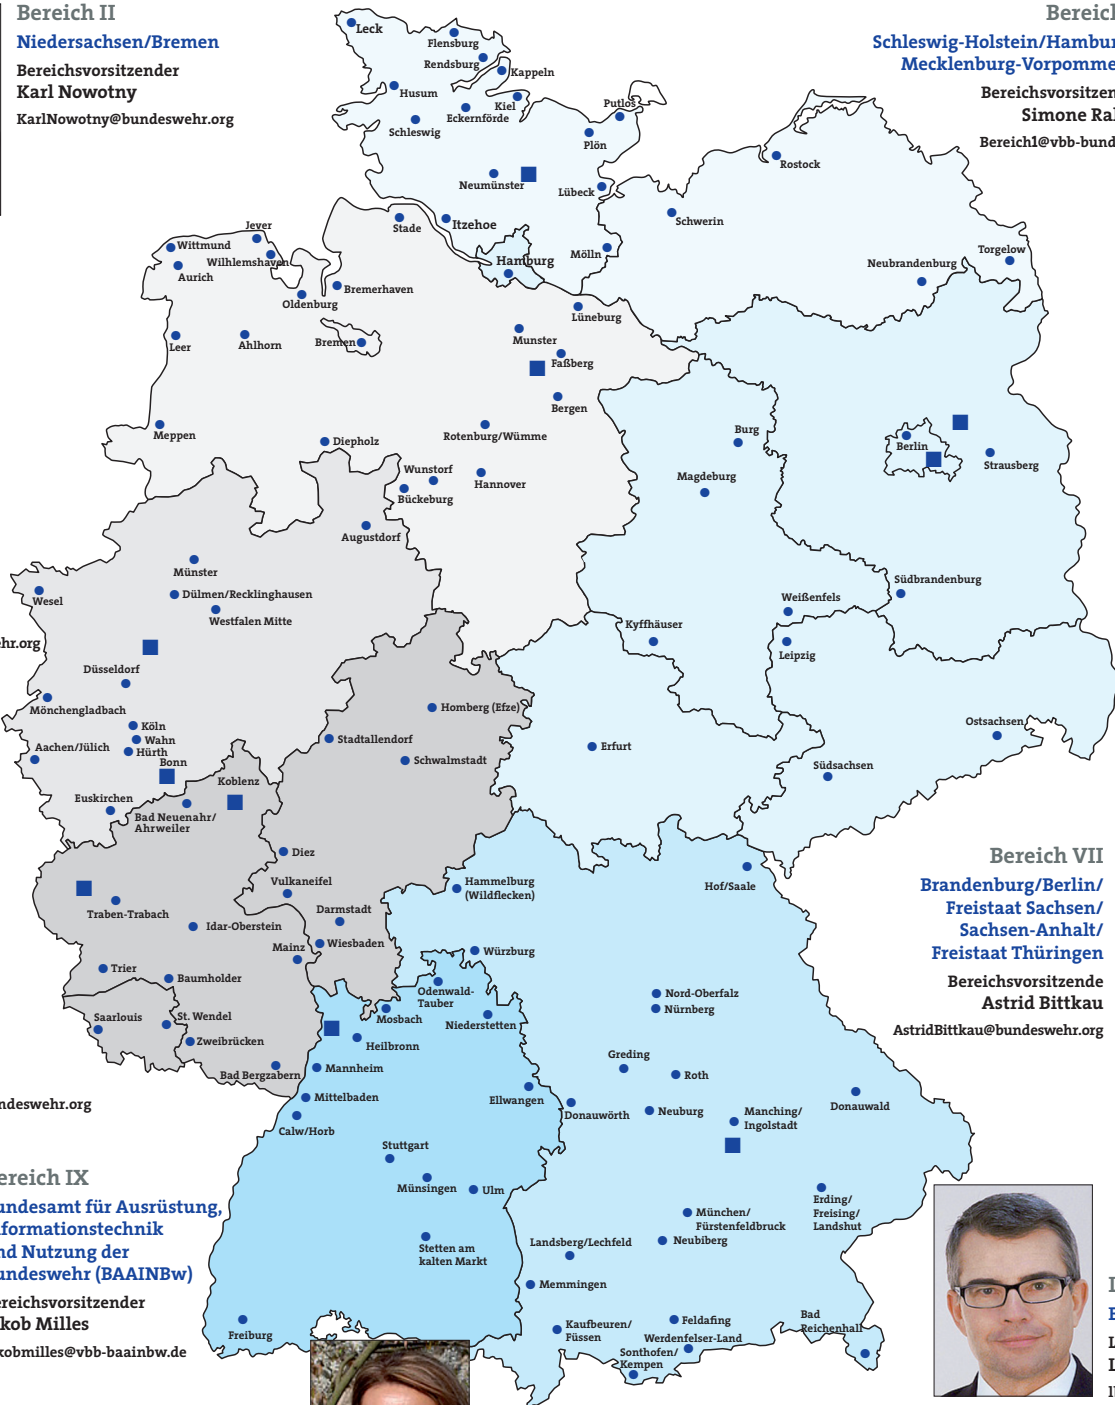 Bereich II
Niedersachsen/Bremen
Bereichsvorsitzender
Karl Nowotny
KarlNowotny@bundeswehr.org
Bereich
Schleswig-Holstein/Hambur
Mecklenburg-Vorpomme
Bereichsvorsitzen
Simone Ra
Bereich1@vbb-bund
Leck
Flensburg
Rendsburg
Kappeln
Husum
Kiel
Eckernförde
Schleswig
Putlos
Plön
Rostock
Neumünster
Lübeck
Schwerin
Stade
Itzehoe
Mölln
Hamburg
Torgelow
Neubrandenburg
Jever
Wittmund
Wilhlemshaven
Aurich
Bremerhaven
Oldenburg
Lüneburg
Leer
Ahlhorn
Bremen
Munster
Faßberg
Bergen
Meppen
Diepholz
Rotenburg/Wümme
Burg
Berlin
Strausberg
Wunstorf
Bückeburg
Hannover
Magdeburg
Augustdorf
Münster
Dülmen/Recklinghausen
Wesel
Westfalen Mitte
Südbrandenburg
Weißenfels
Kyffhäuser
Leipzig
ehr.org
Düsseldorf
Mönchengladbach
Homberg (Efze)
Köln
Wahn
Hürth
Bonn
Aachen/Jülich
Stadtallendorf
Schwalmstadt
Erfurt
Ostsachsen
Südsachsen
Koblenz
Euskirchen
Bad Neuenahr/
Ahrweiler
Diez
Vulkaneifel
Hammelburg
(Wildflecken)
Hof/Saale
Traben-Trabach
Idar-Oberstein
Darmstadt
Wiesbaden
Mainz
Würzburg
Trier
Baumholder
Odenwald-
Tauber
Nord-Oberfalz
Nürnberg
Saarlouis
St. Wendel
Zweibrücken
Mosbach
Niederstetten
Heilbronn
Bad Bergzabern
Mannheim
Mittelbaden
Calw/Horb
Ellwangen
Greding
Roth
Donauwörth
Neuburg
Manching/
Ingolstadt
Donauwald
Bereich VII
Brandenburg/Berlin/
Freistaat Sachsen/
Sachsen-Anhalt/
Freistaat Thüringen
Bereichsvorsitzende
Astrid Bittkau
AstridBittkau@bundeswehr.org
ndeswehr.org
Stuttgart
Münsingen
Ulm
Stetten am
kalten Markt
München/
Fürstenfeldbruck
Erding/
Freising/
Landshut
Neubiberg
Landsberg/Lechfeld
Memmingen
Freiburg
Kaufbeuren/
Füssen
Feldafing
Werdenfelser-Land
Sonthofen/
Kempen
Bad
Reichenhall
ereich IX
undesamt für Ausrüstung,
nformationstechnik
nd Nutzung der
undeswehr (BAAINBw)
ereichsvorsitzender
kob Milles
kobmilles@vbb-baainbw.de